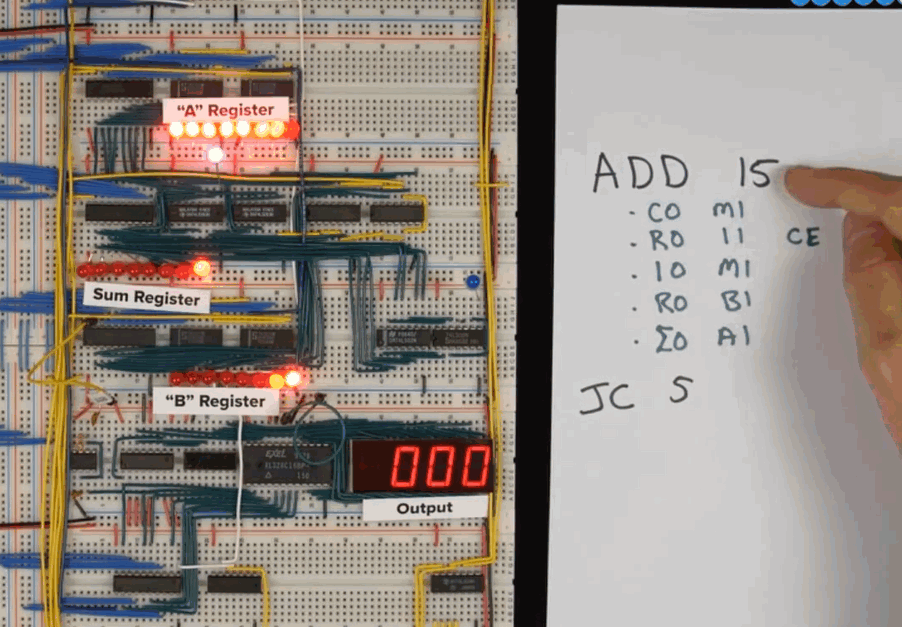 "A" Register
Sum Register
"B" Register
EXEL
000
Output
ADD 15
· CO MI
· RO II CE
· IO MI
· RO BI
· ΣO AI
JC 5